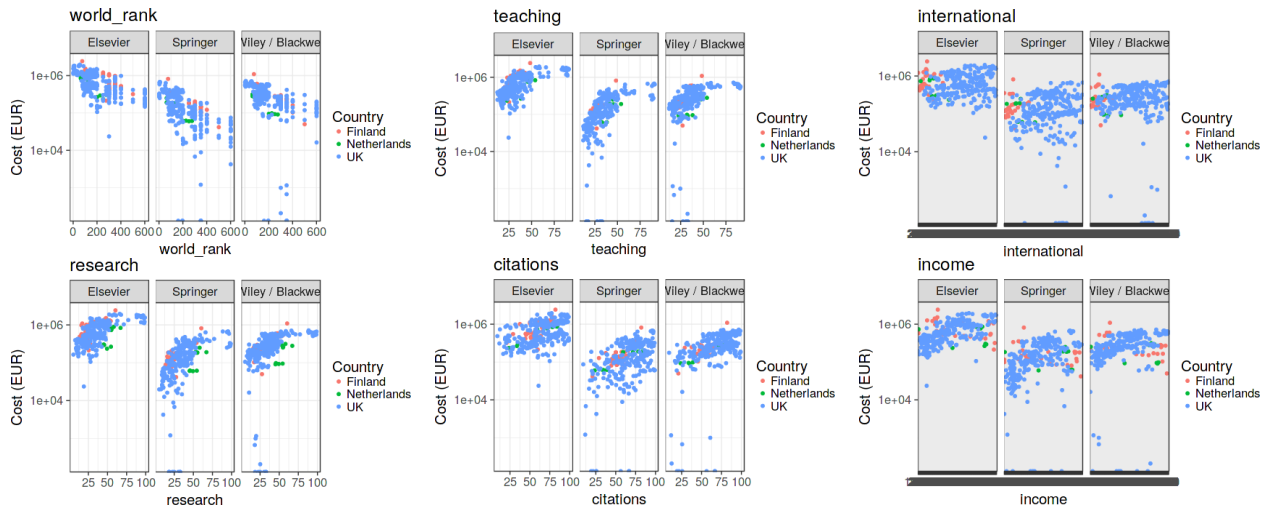 world_rank
Elsevier Springer Wiley / Blackwe
Cost (EUR)
1e+06
1e+04
0 200 400 600 0 200 400 600 0 200 400 600
world_rank
Country
Finland
Netherlands
UK
teaching
Elsevier Springer Wiley / Blackwe
Cost (EUR)
1e+06
1e+04
25 50 75 25 50 75 25 50 75
teaching
Country
Finland
Netherlands
UK
international
Elsevier Springer Wiley / Blackwe
Cost (EUR)
1e+06
1e+04
international
Country
Finland
Netherlands
UK
research
Elsevier Springer Wiley / Blackwe
Cost (EUR)
1e+06
1e+04
25 50 75 100 25 50 75 100 25 50 75 100
research
Country
Finland
Netherlands
UK
citations
Elsevier Springer Wiley / Blackwe
Cost (EUR)
1e+06
1e+04
25 50 75 100 25 50 75 100 25 50 75 100
citations
Country
Finland
Netherlands
UK
income
Elsevier Springer Wiley / Blackwe
Cost (EUR)
1e+06
1e+04
income
Country
Finland
Netherlands
UK